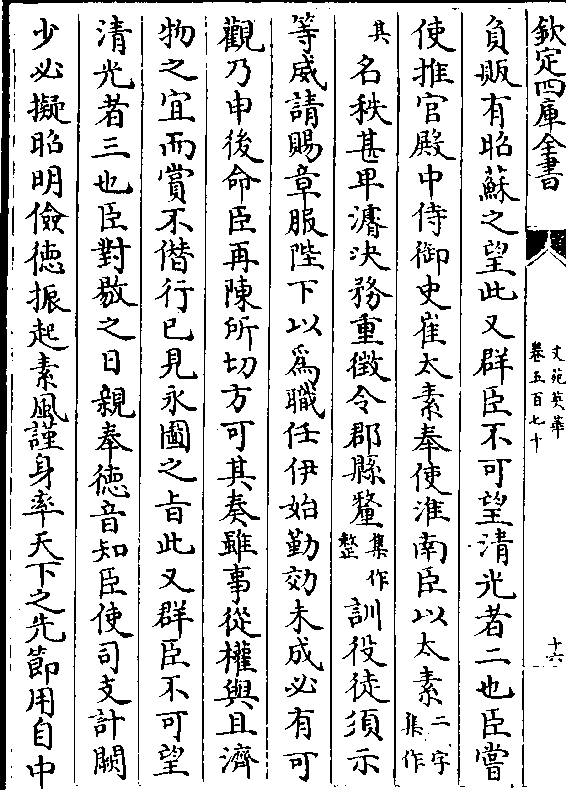 欽定四庫全書
文苑英華
卷五百七十
十六
負販有昭蘇之望此又群臣不可望清光者二也臣嘗
使推官殿中侍御史崔太素奉使淮南臣以太素二字集作
其名秩甚卑濬決務重徵令郡縣釐集作整訓役徒須示
等威請賜章服陛下以為職任伊始勤効未成必有可
觀乃申後命臣再陳所切方可其奏雖事從權輿且濟
物之宜而賞不僭行已見永圖之旨此又群臣不可望
清光者三也臣對敭之日親奉德音知臣使司支計闕
少必擬昭明儉德振起素風謹身率天下之先節用自中